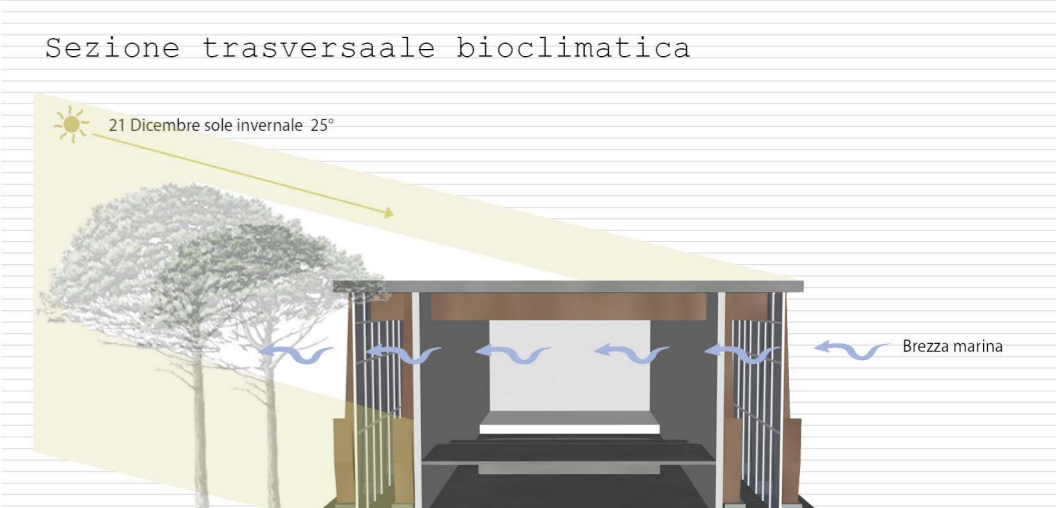 Sezione trasversaale bioclimatica
21 Dicembre sole invernale 25°
Brezza marina